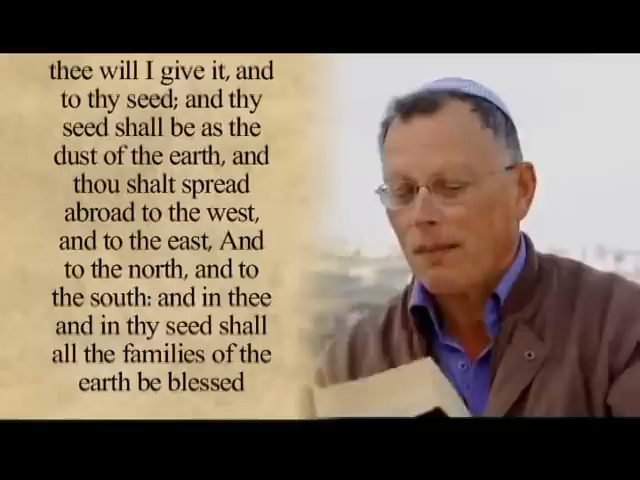 thee will I give it, and
to thy seed; and thy
seed shall be as the
dust of the earth, and
thou shalt spread
abroad to the west,
and to the east, And
to the north, and to
the south: and in thee
and in thy seed shall
all the families of the
earth be blessed